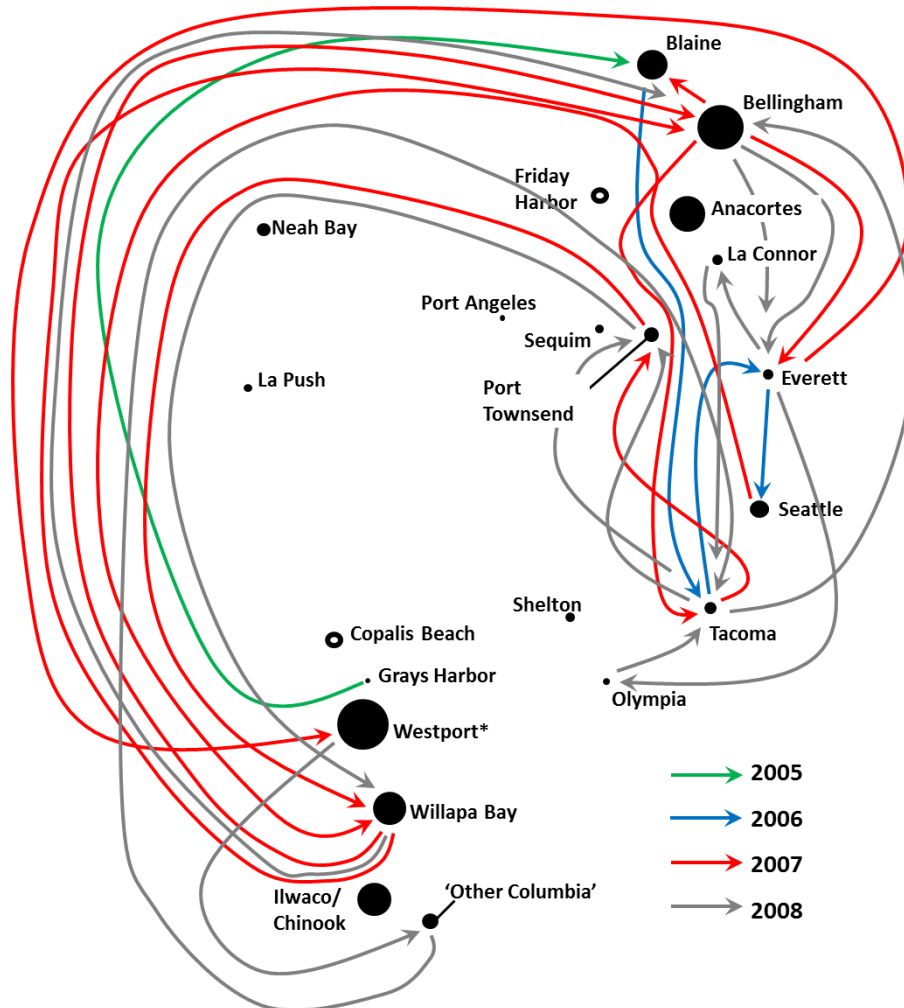 Blaine
Bellingham
Friday
Harbor
Anacortes
Neah Bay
La Connor
Port Angeles
Sequim
La Push
Everett
Port
Townsend
Seattle
Shelton
Tacoma
Copalis Beach
Grays Harbor
Olympia
Westport*
2005
Willapa Bay
2006
2007
Ilwaco/
Chinook
'Other Columbia'
2008